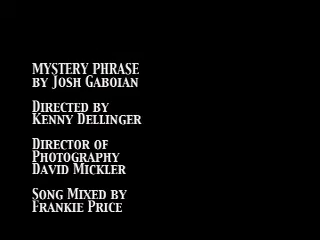 MYSTERY PHRASE
BY JOSH GABOIAN
DIRECTED BY
KENNY DELLINGER
DIRECTOR OF
PHOTOGRAPHY
DAVID MICKLER
SONG MIXED BY
FRANKIE PRICE